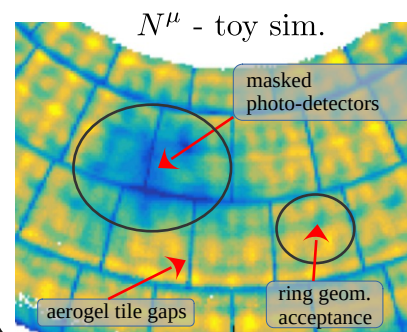 N^μ - toy sim.
masked
photo-detectors
aerogel tile gaps
ring geom.
acceptance